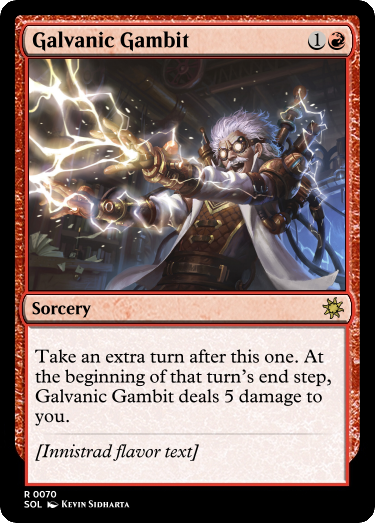 Galvanic Gambit 1
Sorcery
Take an extra turn after this one. At
the beginning of that turn's end step,
Galvanic Gambit deals 5 damage to
you.
[Innistrad flavor text]
R 0070
SOL Kevin Sidharta